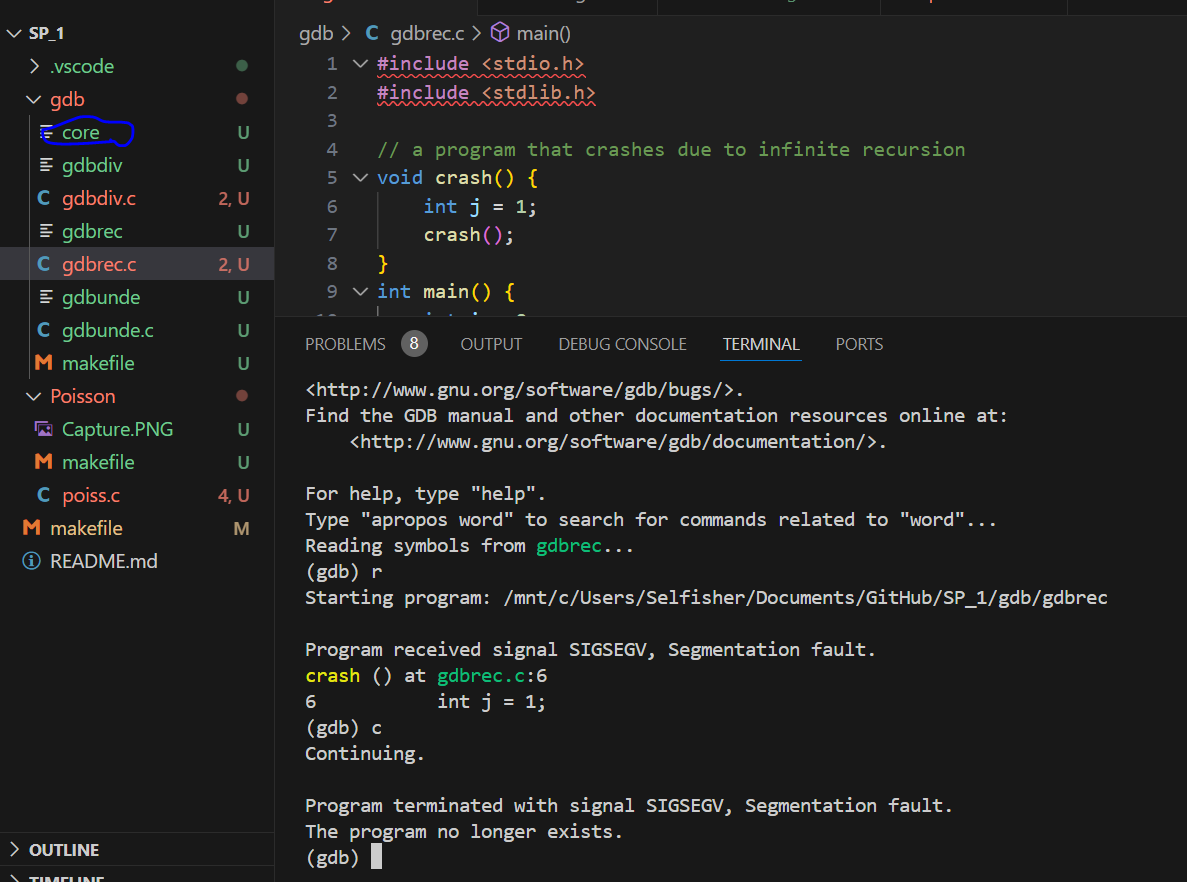 SP_1
.vscode
gdb
core U
gdbdiv U
gdbdiv.c 2, U
gdbrec U
gdbrec.c 2, U
gdbunde U
gdbunde.c U
makefile U
Poisson
Capture.PNG U
makefile U
poiss.c 4, U
makefile M
README.md
OUTLINE
TIMELINE
gdb > C gdbrec.c > main()
1 #include <stdio.h>
2 #include <stdlib.h>
3
4 // a program that crashes due to infinite recursion
5 void crash() {
6 int j = 1;
7 crash();
8 }
9 int main() {
PROBLEMS 8 OUTPUT DEBUG CONSOLE TERMINAL PORTS
<http://www.gnu.org/software/gdb/bugs/>.
Find the GDB manual and other documentation resources online at:
<http://www.gnu.org/software/gdb/documentation/>.
For help, type "help".
Type "apropos word" to search for commands related to "word"...
Reading symbols from gdbrec...
(gdb) r
Starting program: /mnt/c/Users/Selfisher/Documents/GitHub/SP_1/gdb/gdbrec
Program received signal SIGSEGV, Segmentation fault.
crash () at gdbrec.c:6
6 int j = 1;
(gdb) c
Continuing.
Program terminated with signal SIGSEGV, Segmentation fault.
The program no longer exists.
(gdb)